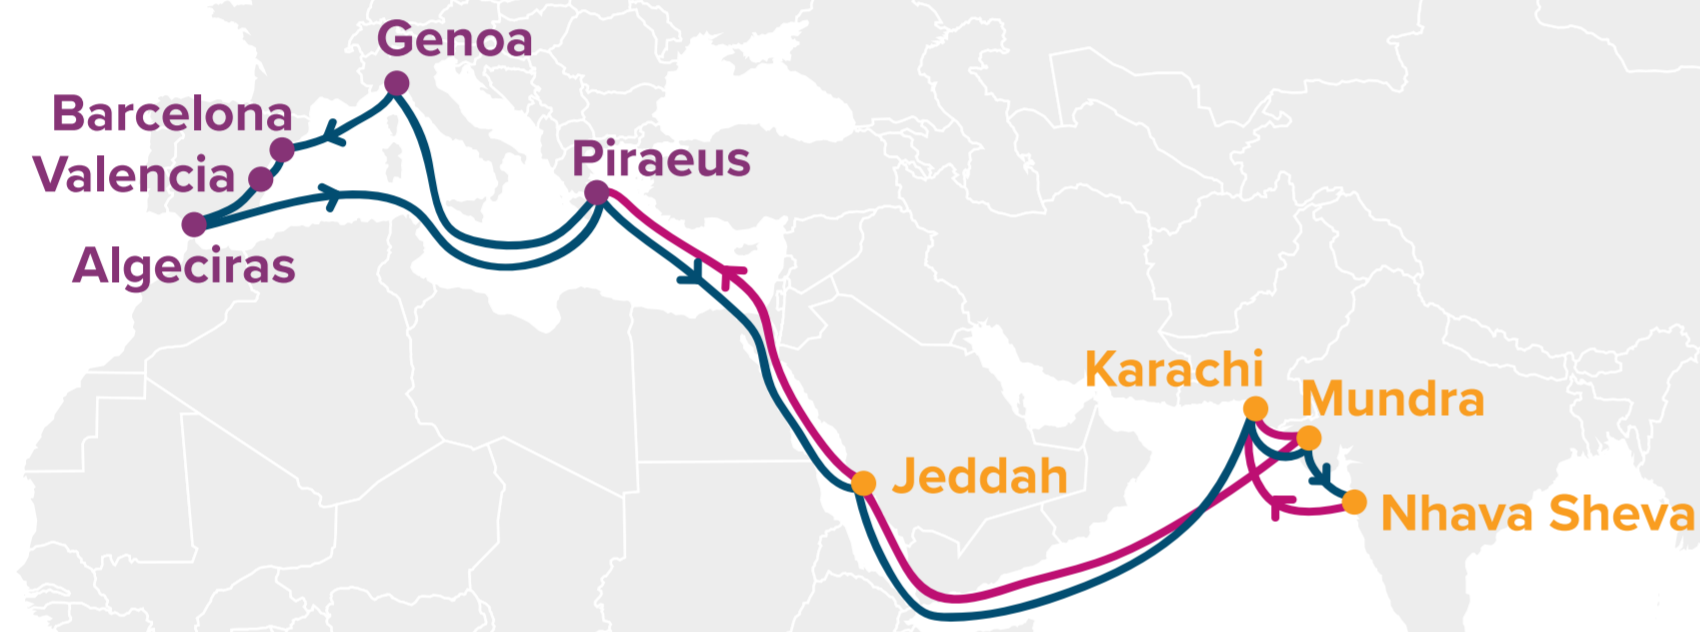 Genoa
Barcelona
Valencia
Piraeus
Algeciras
Karachi
Mundra
Jeddah
Nhava Sheva